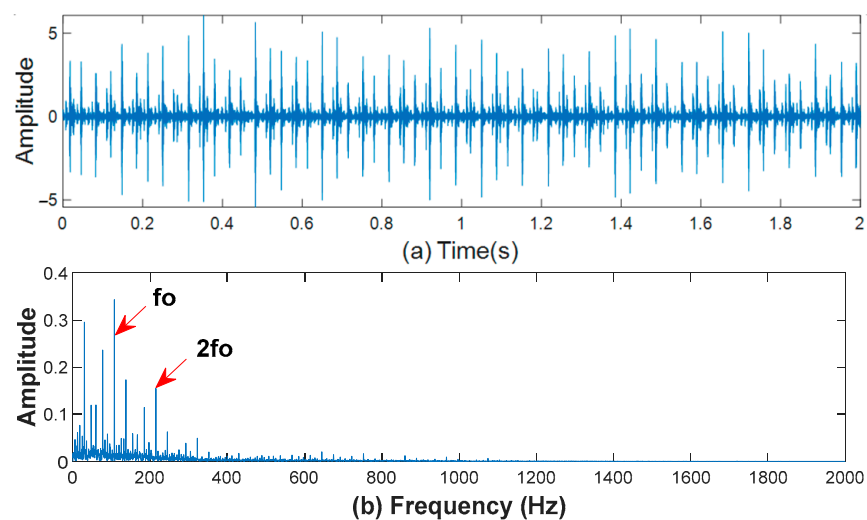 5
0
−5
Amplitude
0 0.2 0.4 0.6 0.8 1 1.2 1.4 1.6 1.8 2
(a) Time(s)
0.4
0.3
0.2
0.1
0
Amplitude
fo
2fo
0 200 400 600 800 1000 1200 1400 1600 1800 2000
(b) Frequency (Hz)